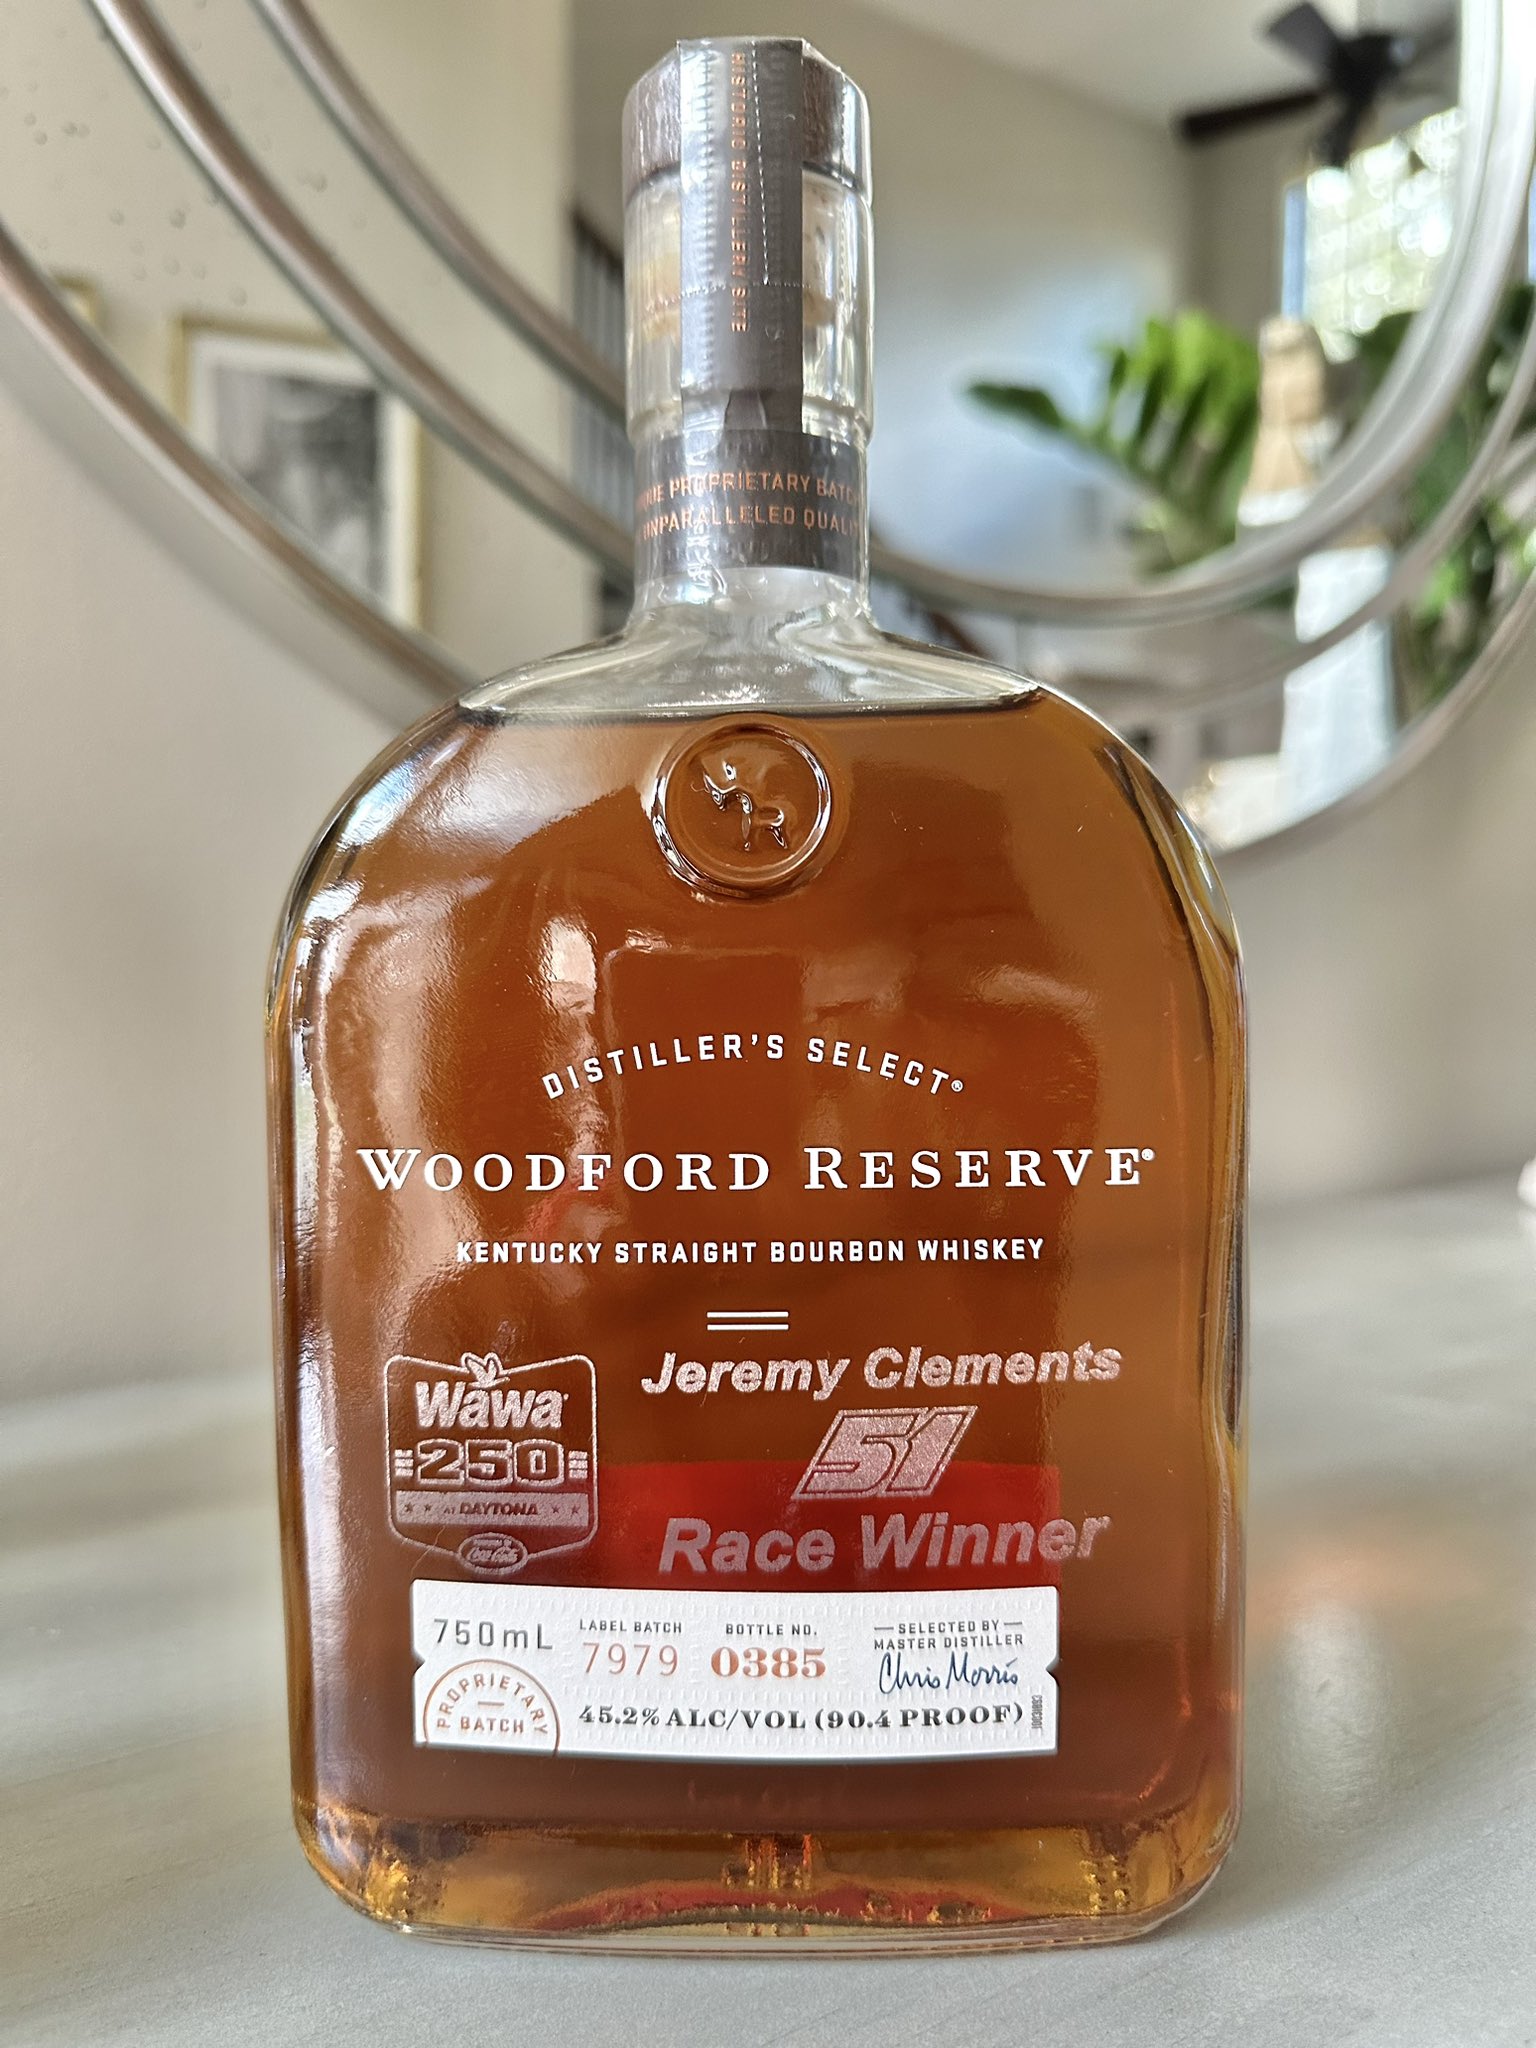 HISTORIC DISTILLERY SITE
PROPRIETARY BATCH
UNPARALLELED QUALITY
DISTILLER'S SELECT®
WOODFORD RESERVE®
KENTUCKY STRAIGHT BOURBON WHISKEY
Wawa
250
AT DAYTONA
Coca-Cola
Jeremy Clements
51
Race Winner
750mL
LABEL BATCH
7979
BOTTLE NO.
0385
SELECTED BY
MASTER DISTILLER
Chris Morris
PROPRIETARY
BATCH
45.2% ALC/VOL (90.4 PROOF)